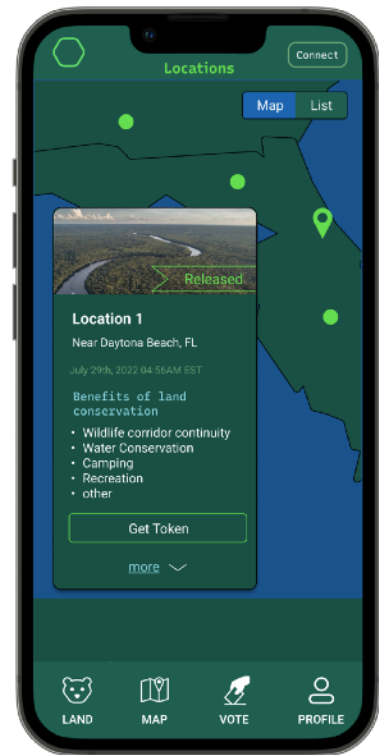 Connect
Locations
Map List
Released
Location 1
Near Daytona Beach, FL
July 29th, 2022 04:56AM EST
Benefits of land
conservation
• Wildlife corridor continuity
• Water Conservation
• Camping
• Recreation
• other
Get Token
more
LAND MAP VOTE PROFILE